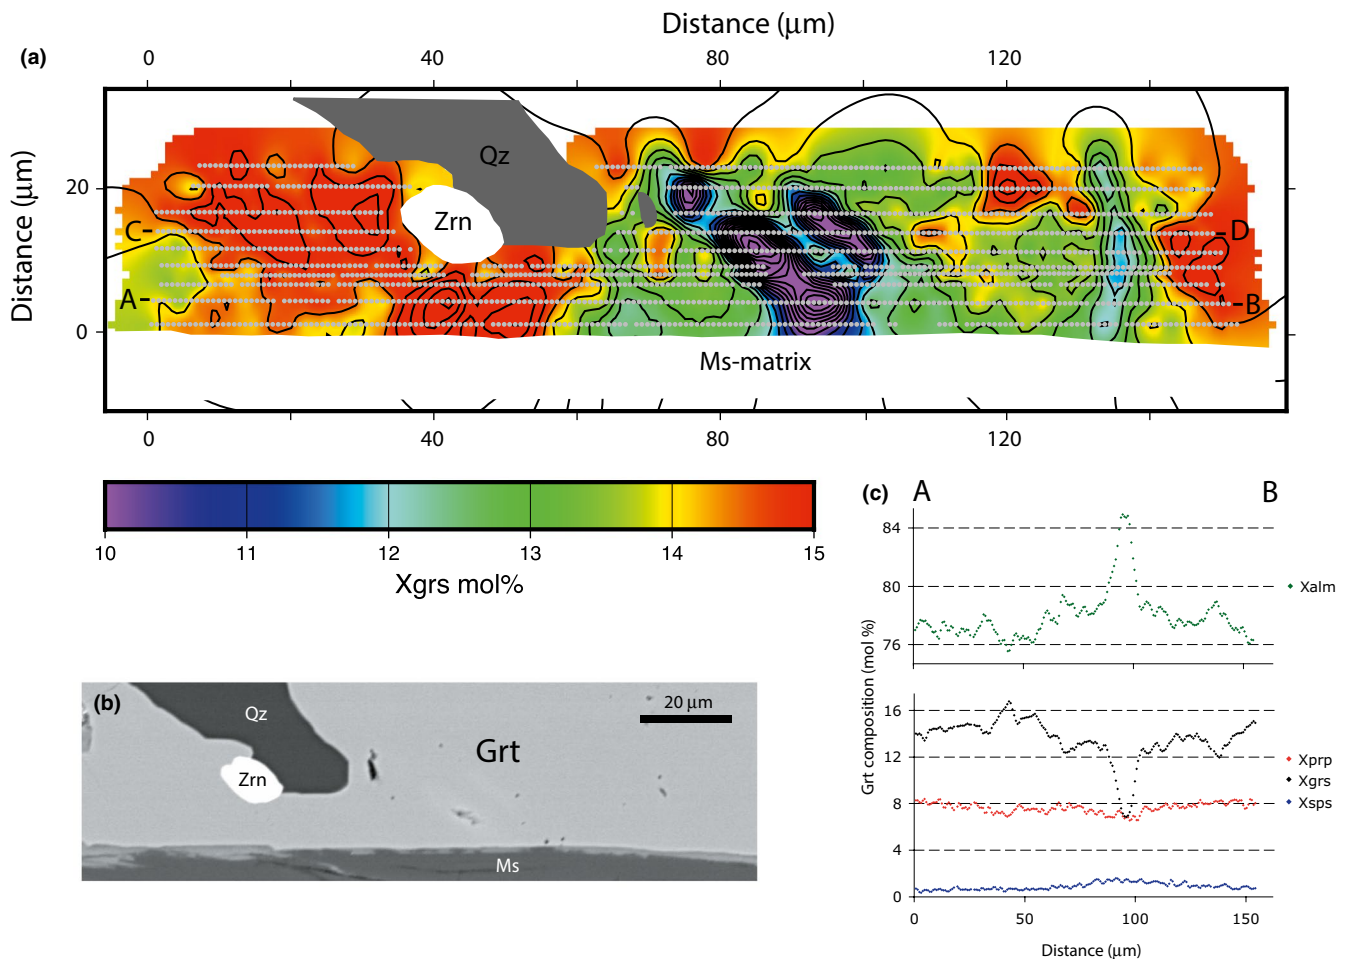 Distance (µm)
(a)
0 40 80 120
Distance (µm)
20
0
Qz
Zrn
C
A
D
B
Ms-matrix
0 40 80 120
10 11 12 13 14 15
Xgrs mol%
(b)
Qz
Zrn
Grt
20 µm
Ms
(c)
A B
84
80
76
Xalm
Grt composition (mol %)
16
12
8
4
0
Xprp
Xgrs
Xsps
0 50 100 150
Distance (µm)